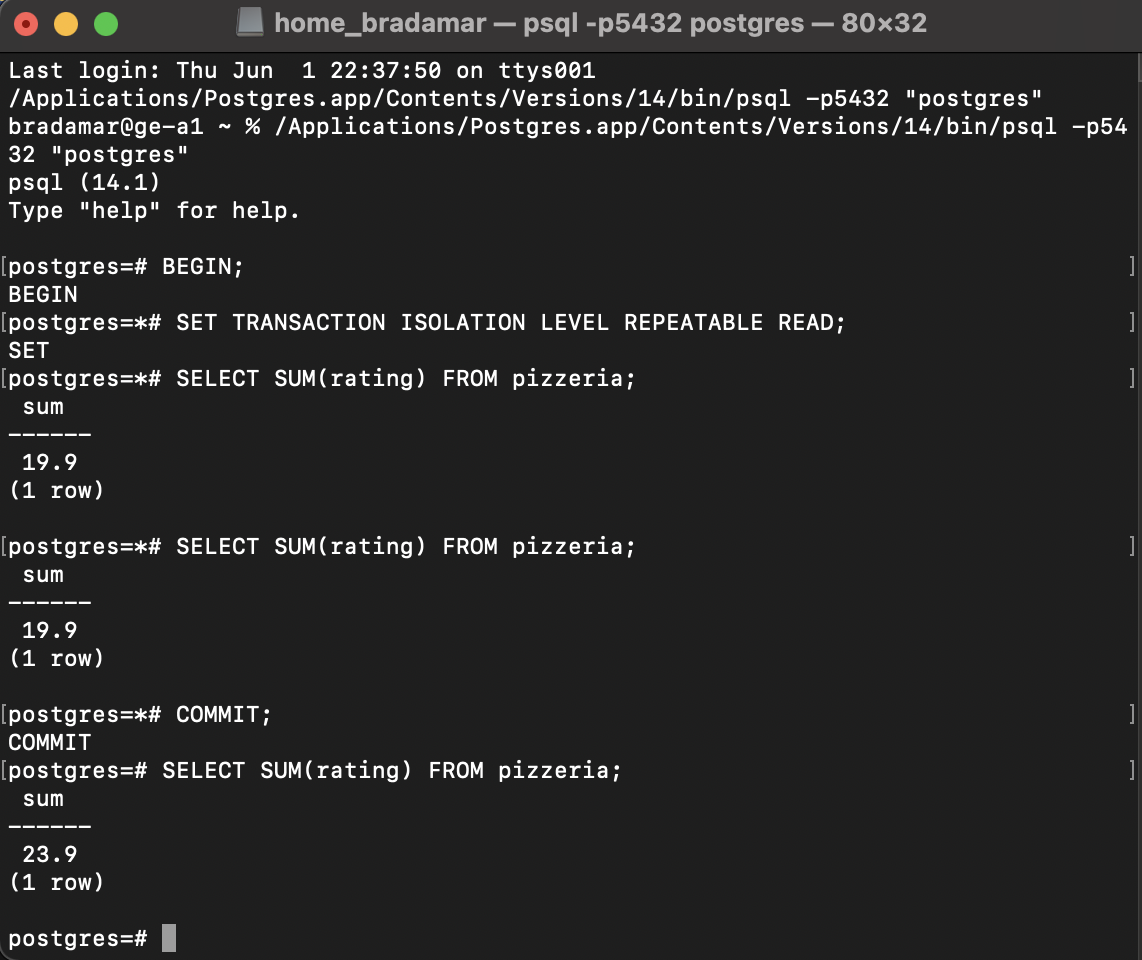 home_bradamar — psql -p5432 postgres — 80×32
Last login: Thu Jun  1 22:37:50 on ttys001
/Applications/Postgres.app/Contents/Versions/14/bin/psql -p5432 "postgres"
bradamar@ge-a1 ~ % /Applications/Postgres.app/Contents/Versions/14/bin/psql -p54
32 "postgres"
psql (14.1)
Type "help" for help.
[postgres=# BEGIN; ]
BEGIN
[postgres=*# SET TRANSACTION ISOLATION LEVEL REPEATABLE READ; ]
SET
[postgres=*# SELECT SUM(rating) FROM pizzeria; ]
sum
------
19.9
(1 row)
[postgres=*# SELECT SUM(rating) FROM pizzeria; ]
sum
------
19.9
(1 row)
[postgres=*# COMMIT; ]
COMMIT
[postgres=# SELECT SUM(rating) FROM pizzeria; ]
sum
------
23.9
(1 row)
postgres=#